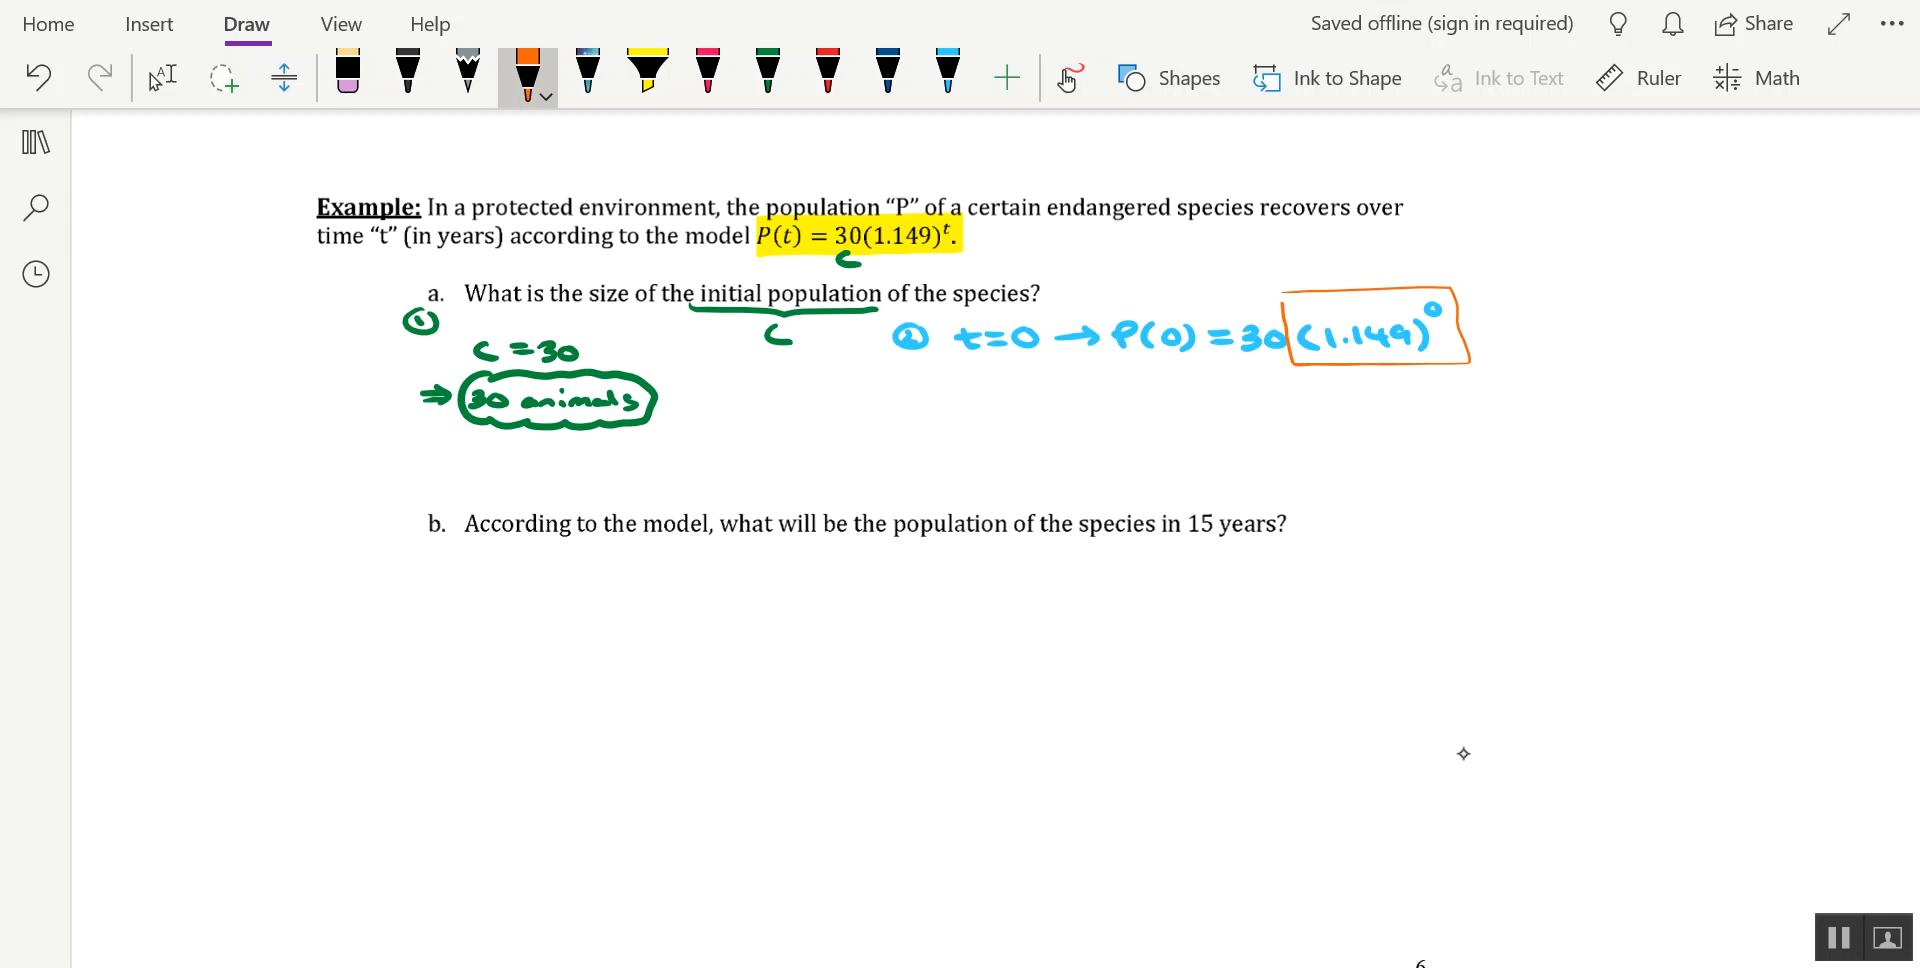 Home Insert Draw View Help Saved offline (sign in required) Share
Shapes Ink to Shape Ink to Text Ruler Math
Example: In a protected environment, the population “P” of a certain endangered species recovers over
time “t” (in years) according to the model P(t) = 30(1.149)^t.
c
a. What is the size of the initial population of the species?
① c ② t=0 → P(0) = 30(1.149)^0
c = 30
⇒ 30 animals
b. According to the model, what will be the population of the species in 15 years?